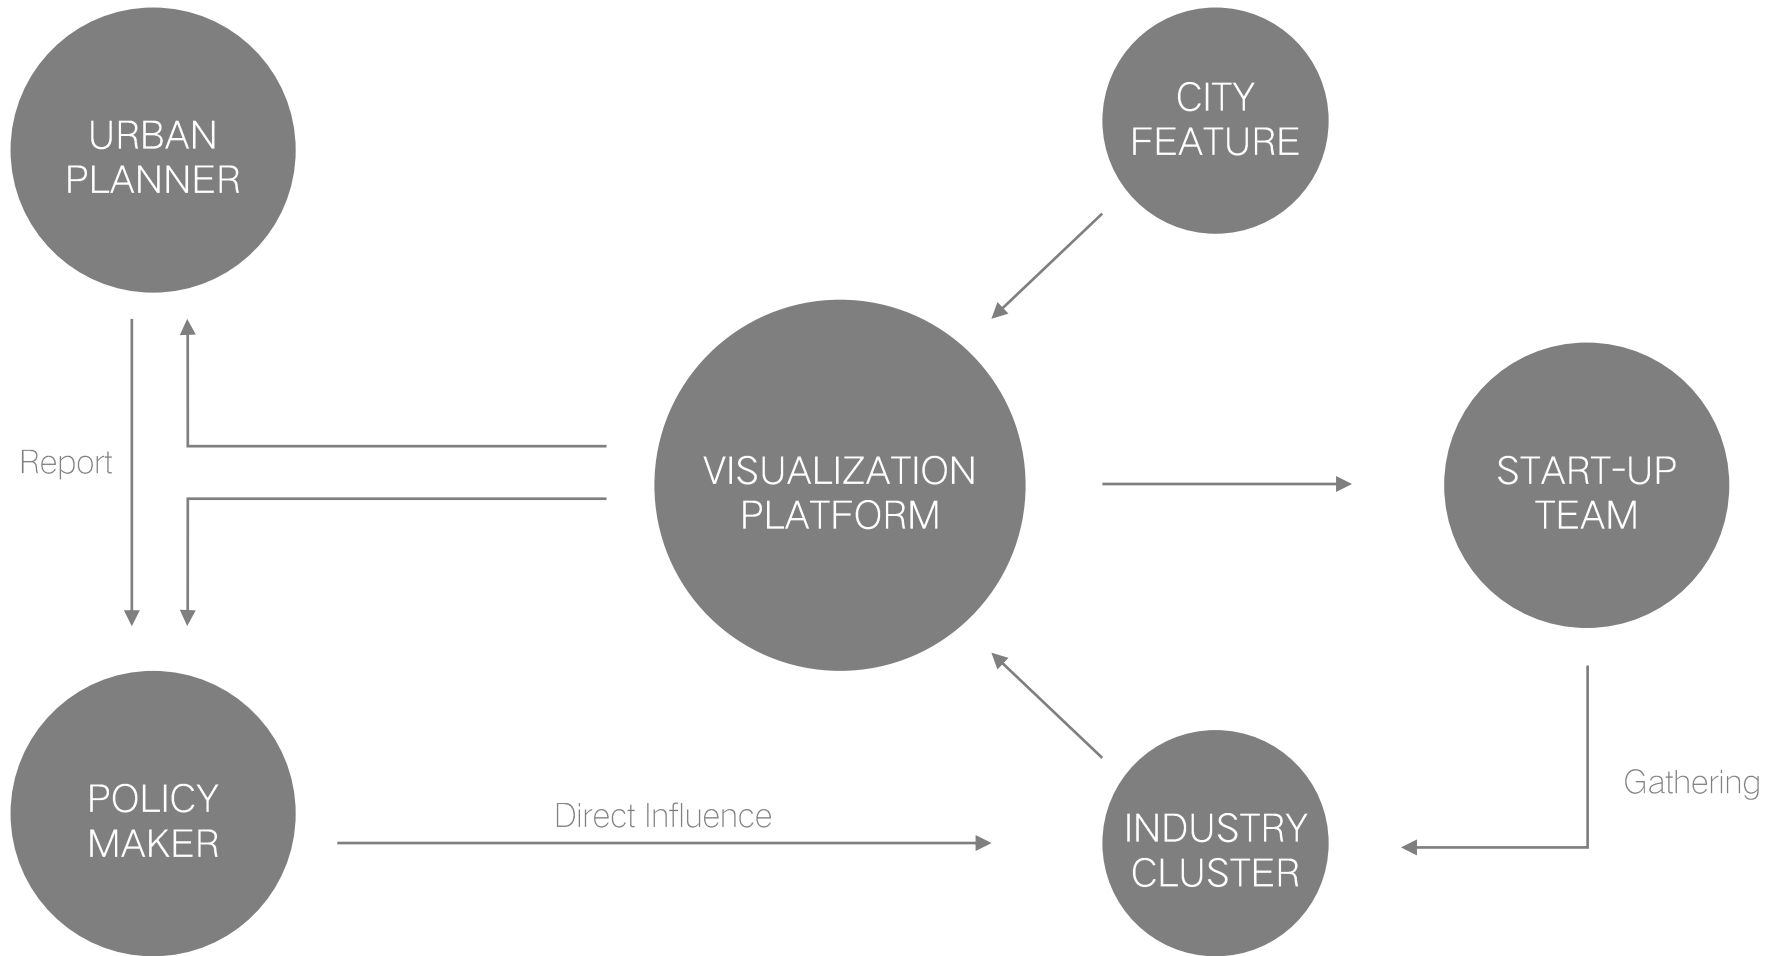 URBAN
PLANNER
CITY
FEATURE
Report
VISUALIZATION
PLATFORM
START-UP
TEAM
POLICY
MAKER
Direct Influence
INDUSTRY
CLUSTER
Gathering